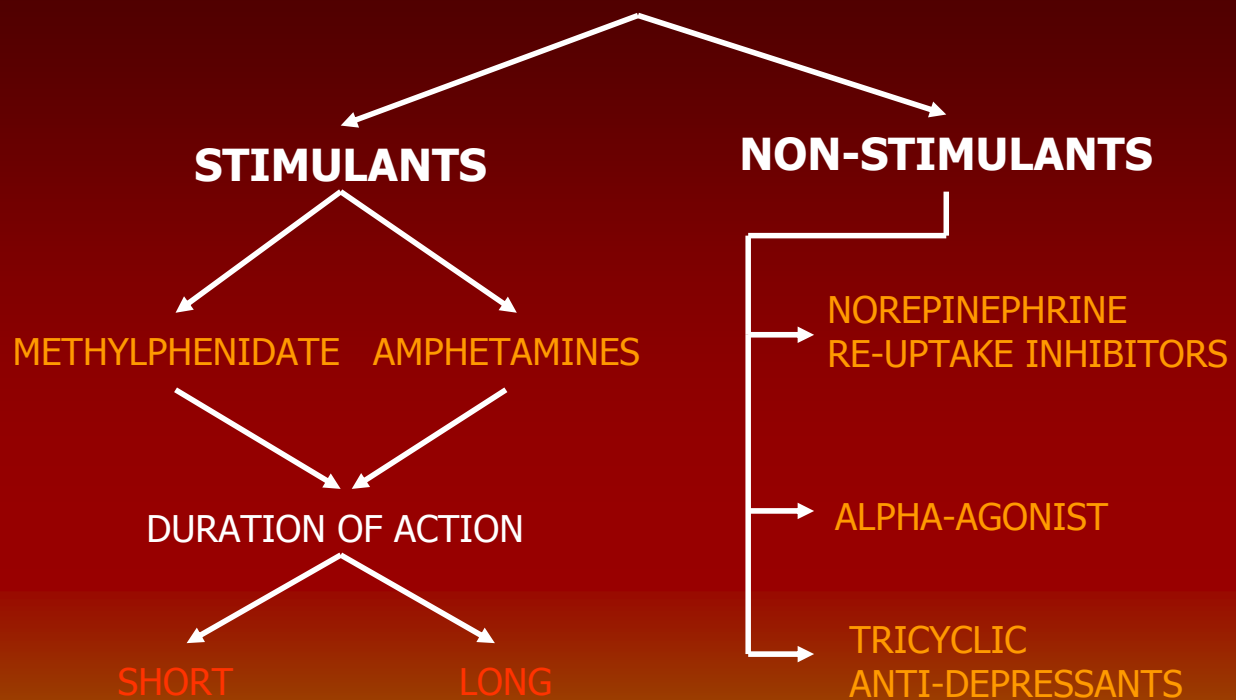 STIMULANTS
NON-STIMULANTS
METHYLPHENIDATE
AMPHETAMINES
NOREPINEPHRINE
RE-UPTAKE INHIBITORS
DURATION OF ACTION
ALPHA-AGONIST
SHORT
LONG
TRICYCLIC
ANTI-DEPRESSANTS